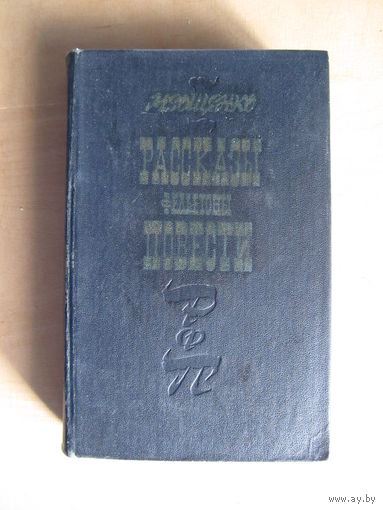 М. ЗОЩЕНКО
РАССКАЗЫ
ФЕЛЬЕТОНЫ
ПОВЕСТИ
Р Ф П
www.ay.by